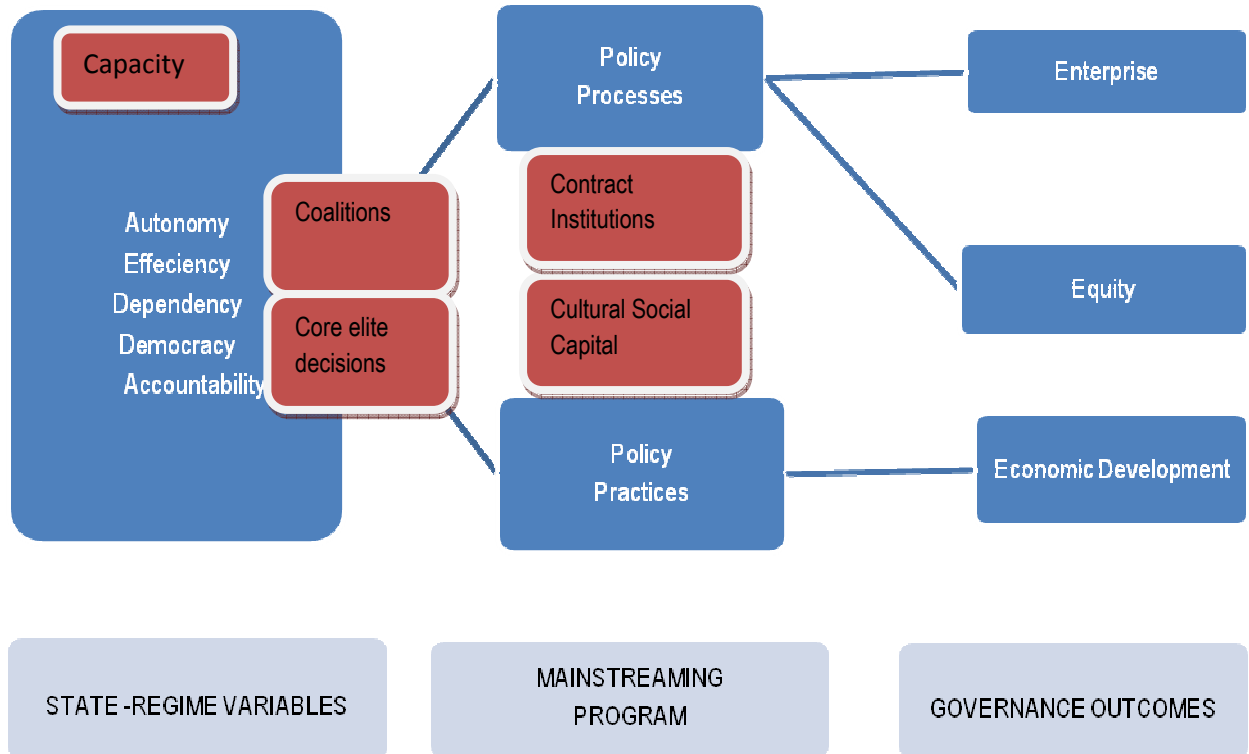 Capacity
Autonomy
Effeciency
Dependency
Democracy
Accountability
Coalitions
Core elite
decisions
Policy
Processes
Contract
Institutions
Cultural Social
Capital
Policy
Practices
Enterprise
Equity
Economic Development
STATE -REGIME VARIABLES
MAINSTREAMING
PROGRAM
GOVERNANCE OUTCOMES